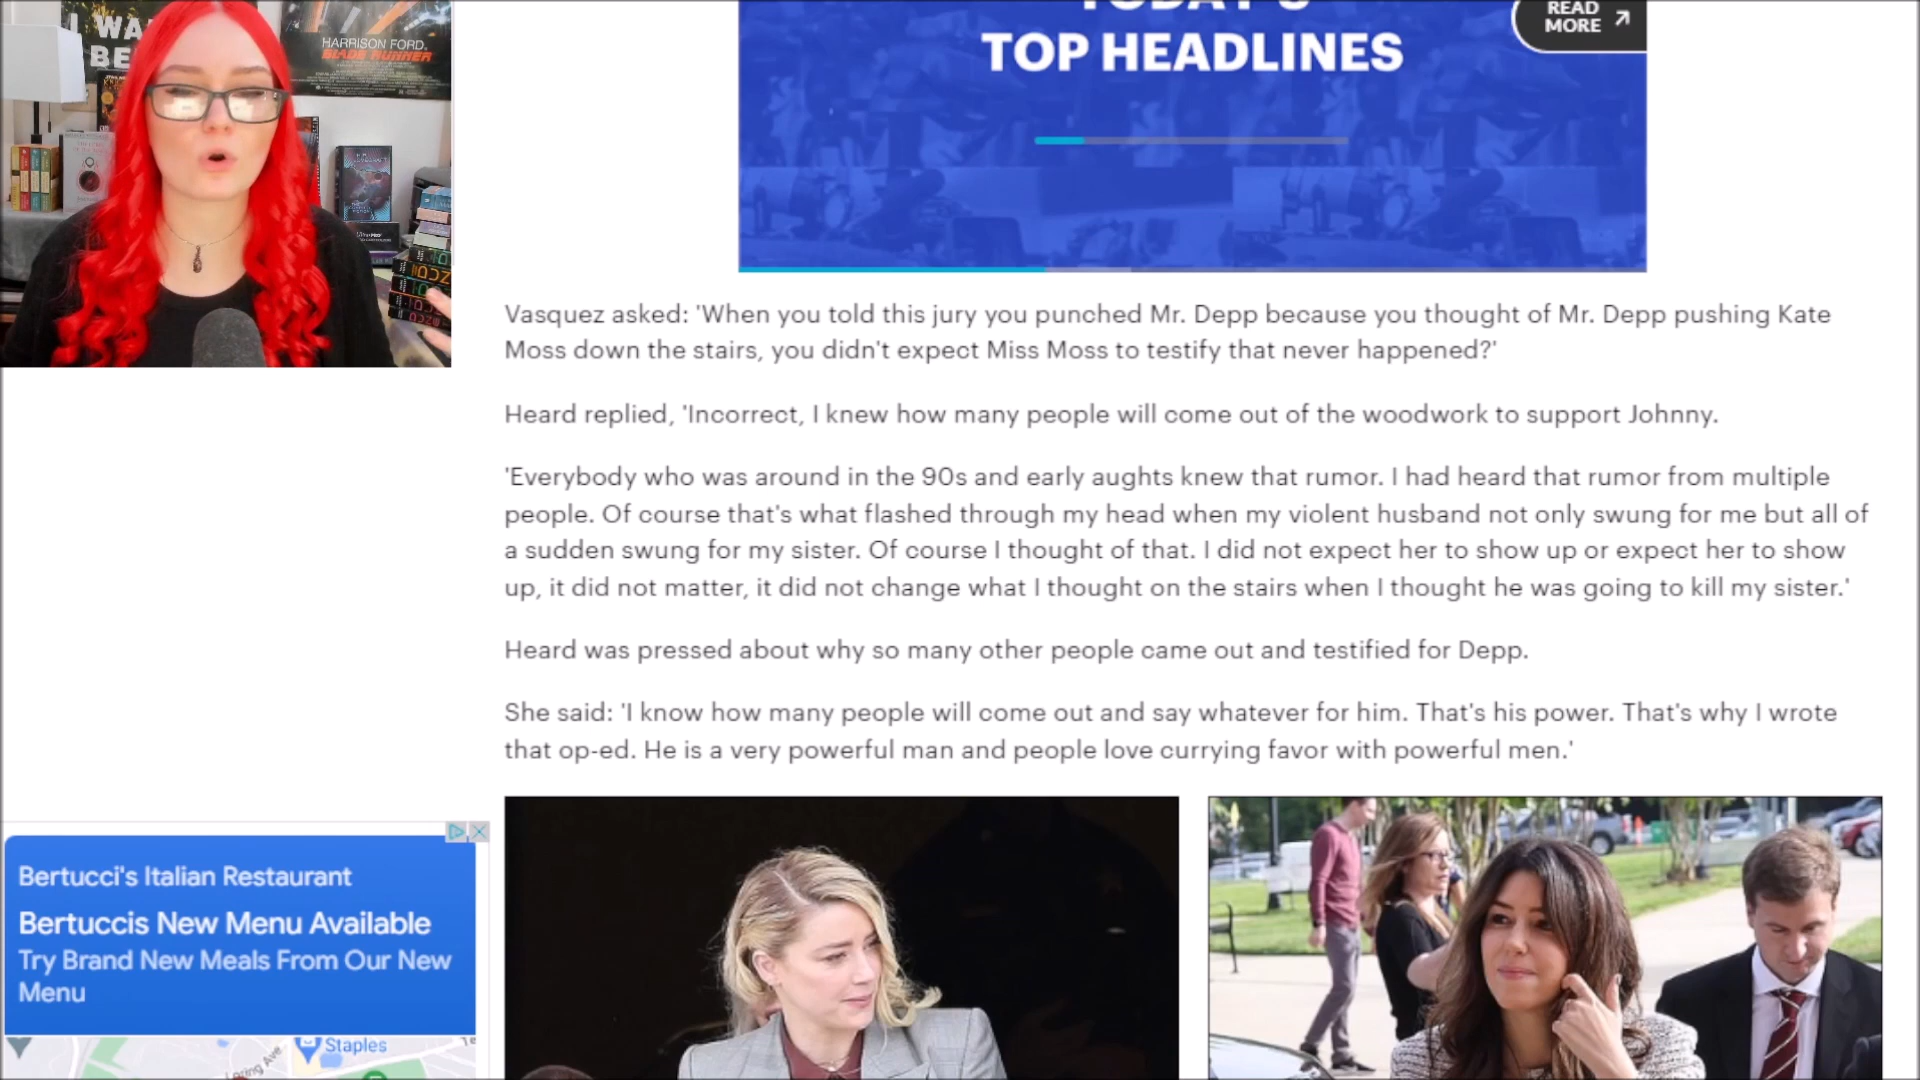 I WA
BE
HARRISON FORD.
BLADE RUNNER
TODAY'S
TOP HEADLINES
READ
MORE
Vasquez asked: 'When you told this jury you punched Mr. Depp because you thought of Mr. Depp pushing Kate
Moss down the stairs, you didn't expect Miss Moss to testify that never happened?'
Heard replied, 'Incorrect, I knew how many people will come out of the woodwork to support Johnny.
'Everybody who was around in the 90s and early aughts knew that rumor. I had heard that rumor from multiple
people. Of course that's what flashed through my head when my violent husband not only swung for me but all of
a sudden swung for my sister. Of course I thought of that. I did not expect her to show up or expect her to show
up, it did not matter, it did not change what I thought on the stairs when I thought he was going to kill my sister.'
Heard was pressed about why so many other people came out and testified for Depp.
She said: 'I know how many people will come out and say whatever for him. That's his power. That's why I wrote
that op-ed. He is a very powerful man and people love currying favor with powerful men.'
Bertucci's Italian Restaurant
Bertuccis New Menu Available
Try Brand New Meals From Our New
Menu
Staples